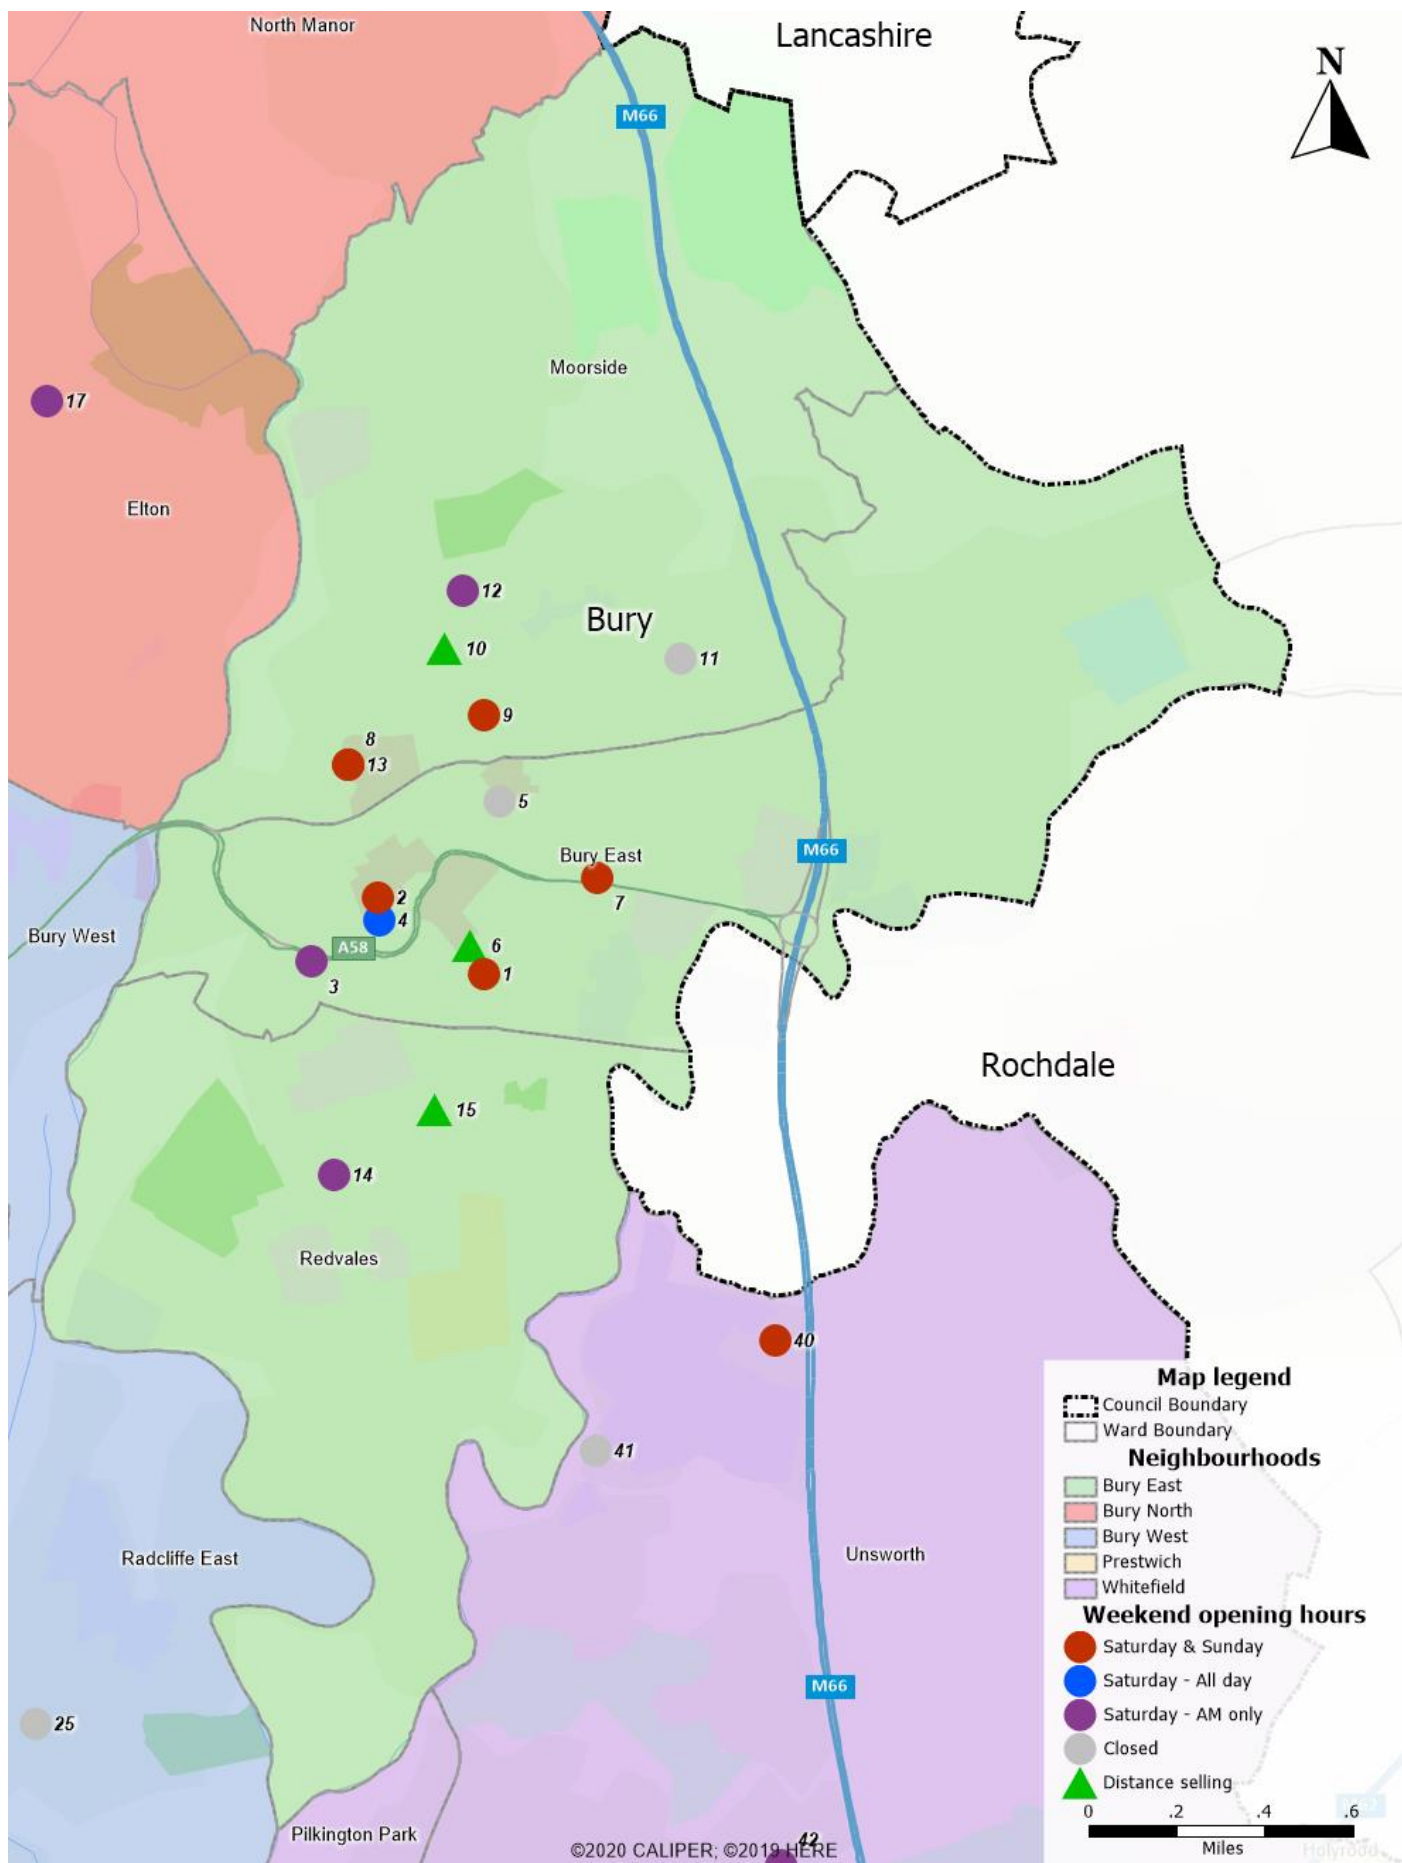 North Manor
Lancashire
N
M66
Moorside
17
Elton
12
Bury
10
11
9
8
13
5
M66
Bury East
7
2
4
Bury West
A58
6
3
1
Rochdale
15
14
Redvales
40
41
Unsworth
Radcliffe East
M66
25
Pilkington Park
42
©2020 CALIPER; ©2019 HERE
Map legend
Council Boundary
Ward Boundary
Neighbourhoods
Bury East
Bury North
Bury West
Prestwich
Whitefield
Weekend opening hours
Saturday & Sunday
Saturday - All day
Saturday - AM only
Closed
Distance selling
0 .2 .4 .6
Miles
Holyrood